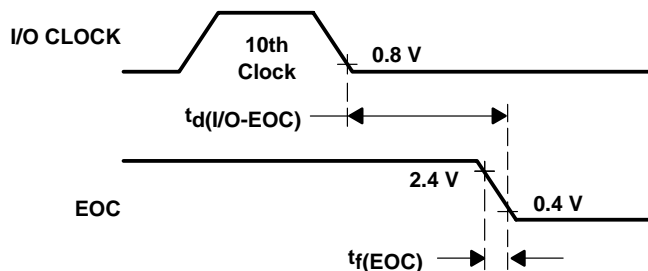 I/O CLOCK
10th
Clock
0.8 V
td(I/O-EOC)
2.4 V
EOC
0.4 V
tf(EOC)